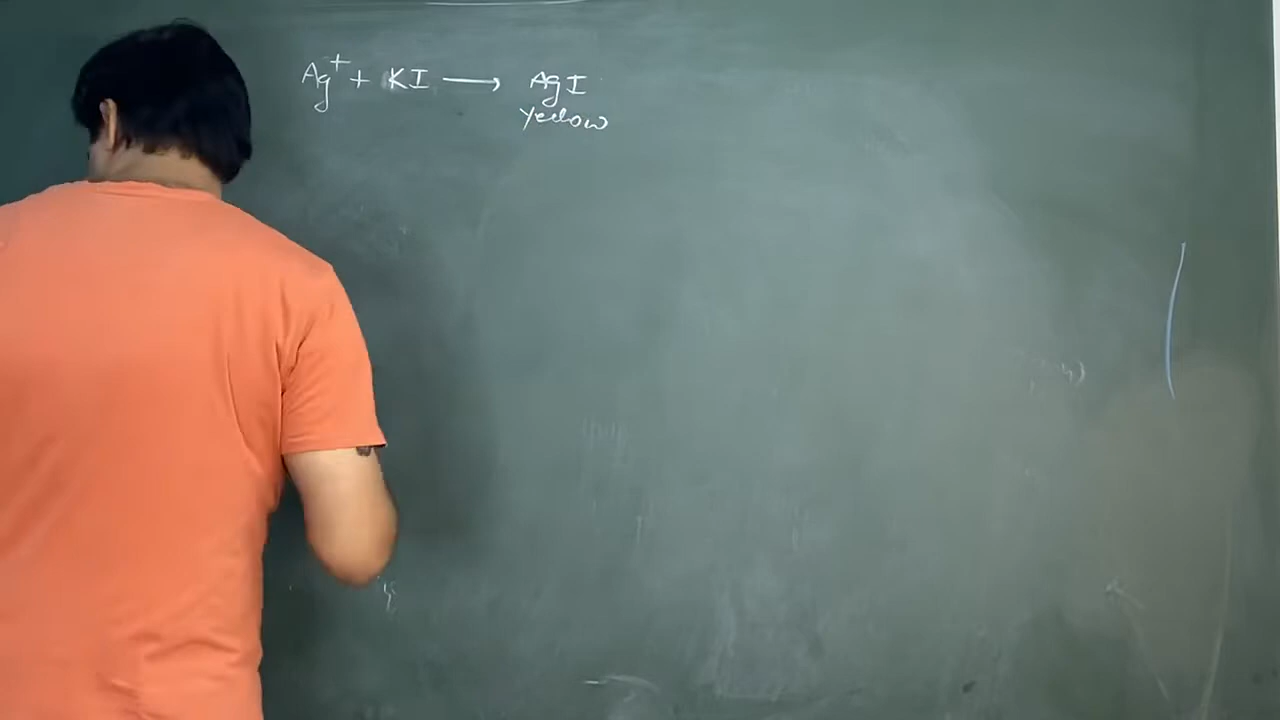 Ag⁺ + KI ⟶ AgI
Yellow